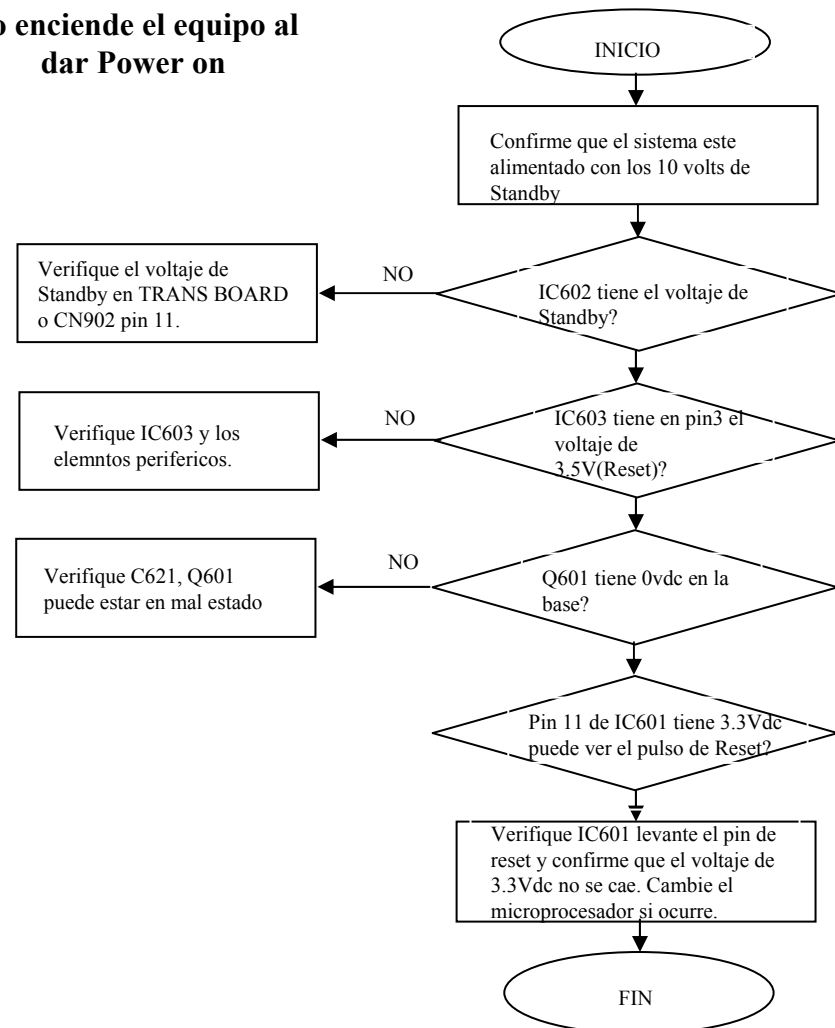 o enciende el equipo al
dar Power on
INICIO
Confirme que el sistema este
alimentado con los 10 volts de
Standby
IC602 tiene el voltaje de
Standby?
NO
Verifique el voltaje de
Standby en TRANS BOARD
o CN902 pin 11.
IC603 tiene en pin3 el
voltaje de
3.5V(Reset)?
NO
Verifique IC603 y los
elemntos perifericos.
Q601 tiene 0vdc en la
base?
NO
Verifique C621, Q601
puede estar en mal estado
Pin 11 de IC601 tiene 3.3Vdc
puede ver el pulso de Reset?
Verifique IC601 levante el pin de
reset y confirme que el voltaje de
3.3Vdc no se cae. Cambie el
microprocesador si ocurre.
FIN